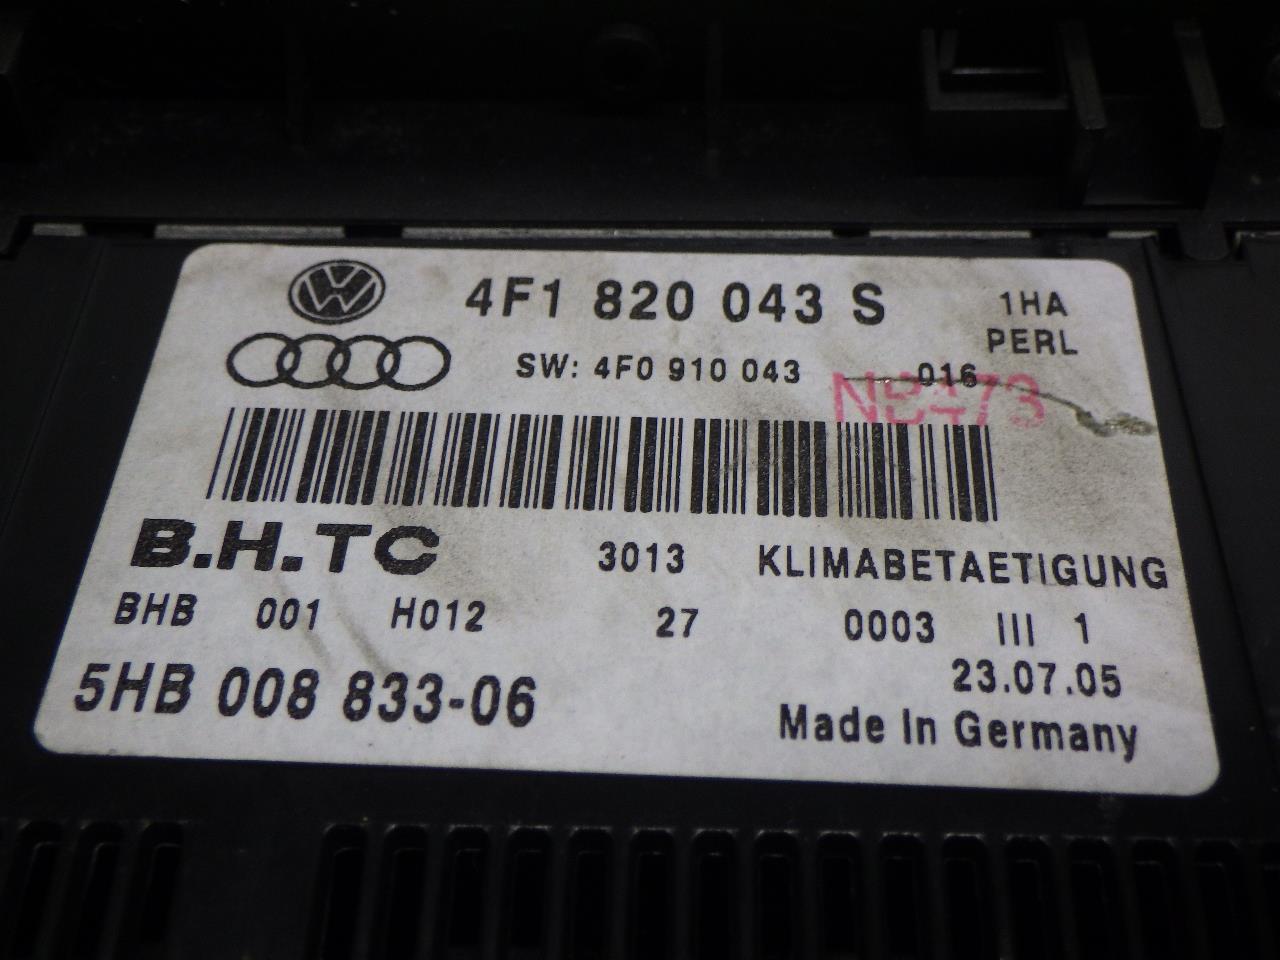 4F1 820 043 S 1HA
PERL
SW: 4F0 910 043 016
B.H.TC 3013 KLIMABETAETIGUNG
BHB 001 H012 27 0003 III 1
5HB 008 833-06 23.07.05
Made In Germany